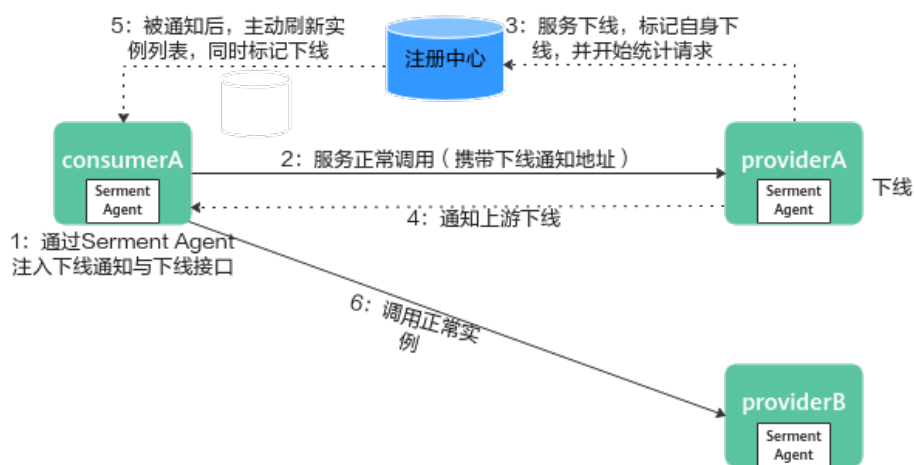 5：被通知后，主动刷新实
例列表，同时标记下线
注册中心
3：服务下线，标记自身下
线，并开始统计请求
consumerA
Serment
Agent
2：服务正常调用（携带下线通知地址）
providerA
Serment
Agent
下线
4：通知上游下线
1：通过Serment Agent
注入下线通知与下线接口
6：调用正常实
例
providerB
Serment
Agent